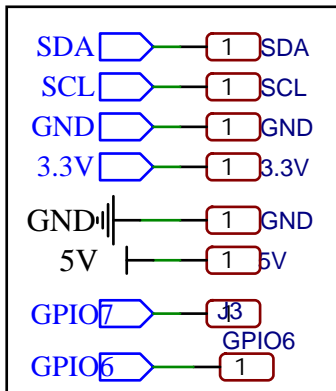 SDA 1 SDA
SCL 1 SCL
GND 1 GND
3.3V 1 3.3V
GND 1 GND
5V 1 5V
GPIO7 1 J3
GPIO6
GPIO6 1